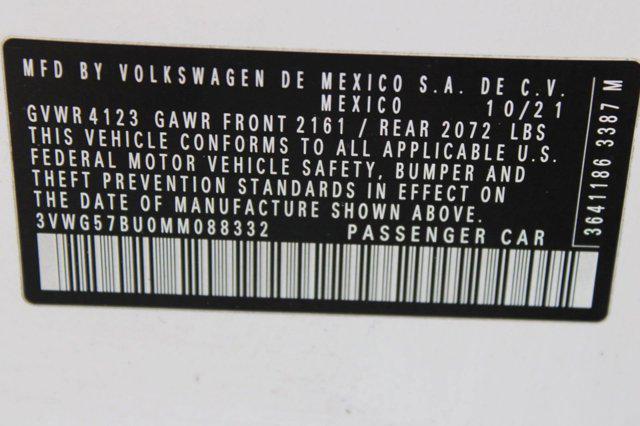 MFD BY VOLKSWAGEN DE MEXICO S.A. DE C.V.
MEXICO 10/21
GVWR 4123 GAWR FRONT 2161 / REAR 2072 LBS
THIS VEHICLE CONFORMS TO ALL APPLICABLE U.S.
FEDERAL MOTOR VEHICLE SAFETY, BUMPER AND
THEFT PREVENTION STANDARDS IN EFFECT ON
THE DATE OF MANUFACTURE SHOWN ABOVE.
3VWG57BU0MM088332 PASSENGER CAR
3641186 3387 M